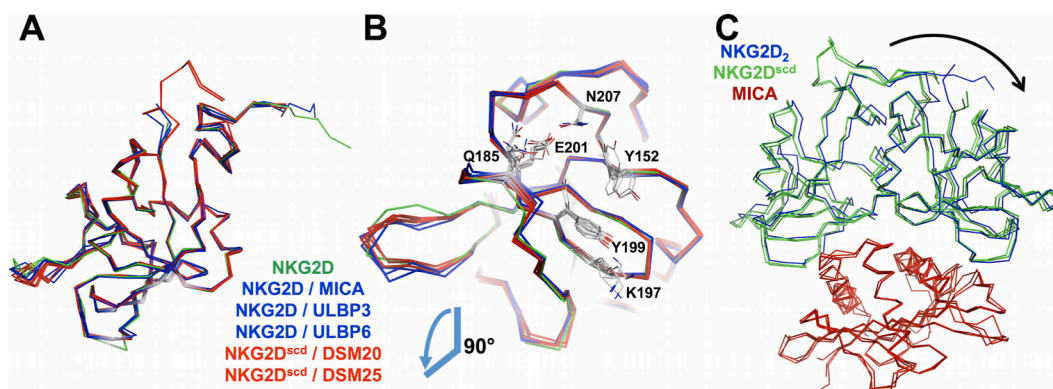 A
NKG2D
NKG2D / MICA
NKG2D / ULBP3
NKG2D / ULBP6
NKG2Dscd / DSM20
NKG2Dscd / DSM25
B
N207
Q185
E201
Y152
Y199
K197
90°
C
NKG2D2
NKG2Dscd
MICA